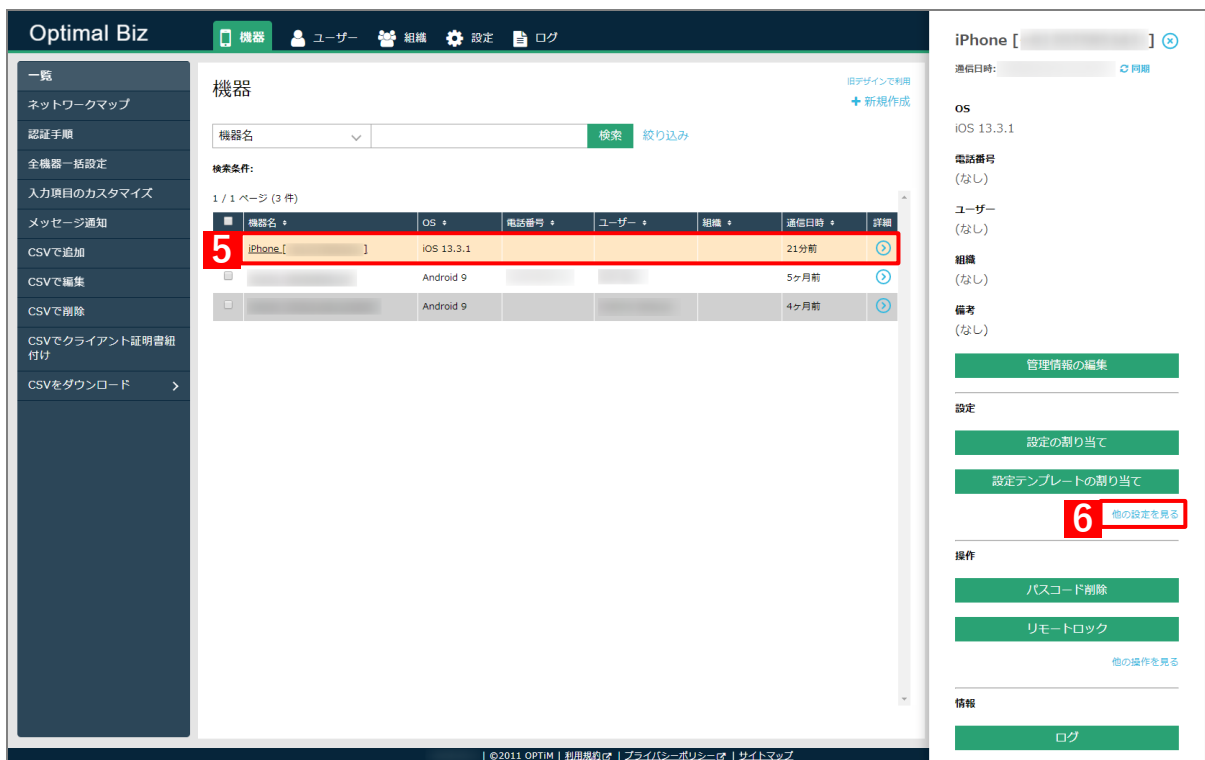 Optimal Biz
機器 ユーザー 組織 設定 ログ
一覧
ネットワークマップ
認証手順
全機器一括設定
入力項目のカスタマイズ
メッセージ通知
CSVで追加
CSVで編集
CSVで削除
CSVでクライアント証明書紐
付け
CSVをダウンロード
機器
旧デザインで利用
+ 新規作成
機器名 検索 絞り込み
検索条件:
1 / 1 ページ (3 件)
機器名 OS 電話番号 ユーザー 組織 通信日時 詳細
5 iPhone [ ] iOS 13.3.1 21分前
Android 9 5ヶ月前
Android 9 4ヶ月前
iPhone [ ]
通信日時: 同期
OS
iOS 13.3.1
電話番号
(なし)
ユーザー
(なし)
組織
(なし)
備考
(なし)
管理情報の編集
設定
設定の割り当て
設定テンプレートの割り当て
6 他の設定を見る
操作
パスコード削除
リモートロック
他の操作を見る
情報
ログ
| ©2011 OPTiM | 利用規約 | プライバシーポリシー | サイトマップ